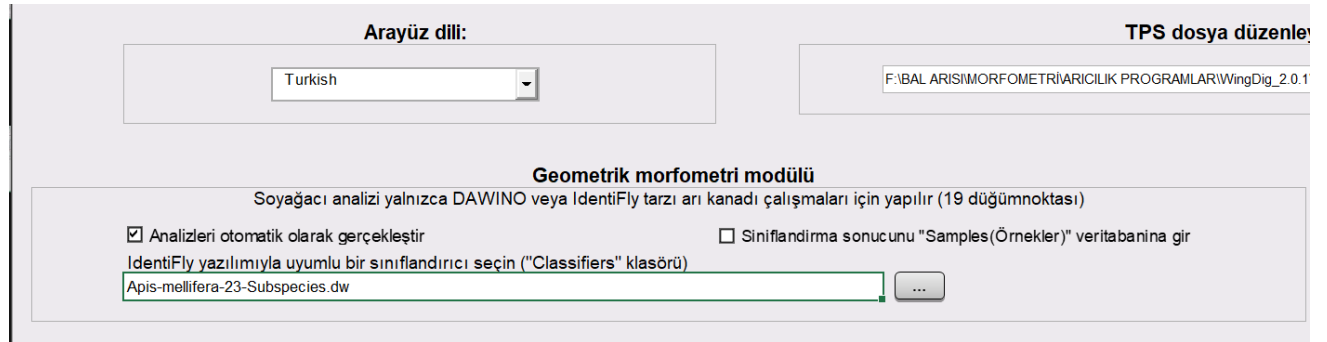 Arayüz dili:
TPS dosya düzenley
Turkish
F:\BAL ARISI\MORFOMETRİ\ARICILIK PROGRAMLAR\WingDig_2.0.1
Geometrik morfometri modülü
Soyağacı analizi yalnızca DAWINO veya IdentiFly tarzı arı kanadı çalışmaları için yapılır (19 düğümnoktası)
Analizleri otomatik olarak gerçekleştir
Siniflandirma sonucunu "Samples(Örnekler)" veritabanina gir
IdentiFly yazılımıyla uyumlu bir sınıflandırıcı seçin ("Classifiers" klasörü)
Apis-mellifera-23-Subspecies.dw
...